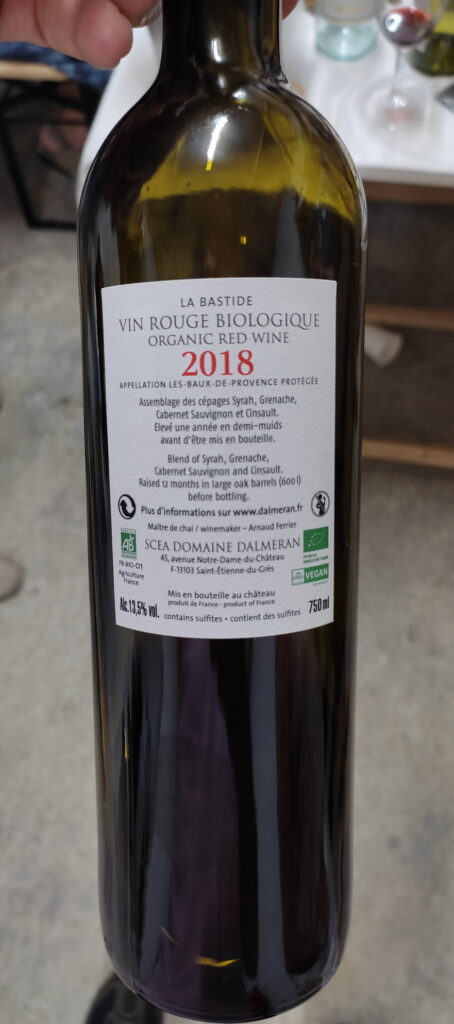 LA BASTIDE
VIN ROUGE BIOLOGIQUE
ORGANIC RED WINE
2018
APPELLATION LES-BAUX-DE-PROVENCE PROTÉGÉE
Assemblage des cépages Syrah, Grenache,
Cabernet Sauvignon et Cinsault.
Elevé une année en demi-muids
avant d'être mis en bouteille.
Blend of Syrah, Grenache,
Cabernet Sauvignon and Cinsault.
Raised 12 months in large oak barrels (600 l)
before bottling.
Plus d'informations sur www.dalmeran.fr
Maître de chai / winemaker – Arnaud Ferrier
SCEA DOMAINE DALMERAN
45, avenue Notre-Dame-du-Château
F-13103 Saint-Étienne-du-Grès
AB
FR-BIO-01
Agriculture
France
VEGAN
Mis en bouteille au château
produit de France - product of France
Alc.13,5% vol.
contains sulfites • contient des sulfites
750 ml